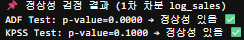 📌 정상성 검정 결과 (1차 차분 log_sales)
ADF Test: p-value=0.0000 → 정상성 있음 ✅
KPSS Test: p-value=0.1000 → 정상성 있음 ✅